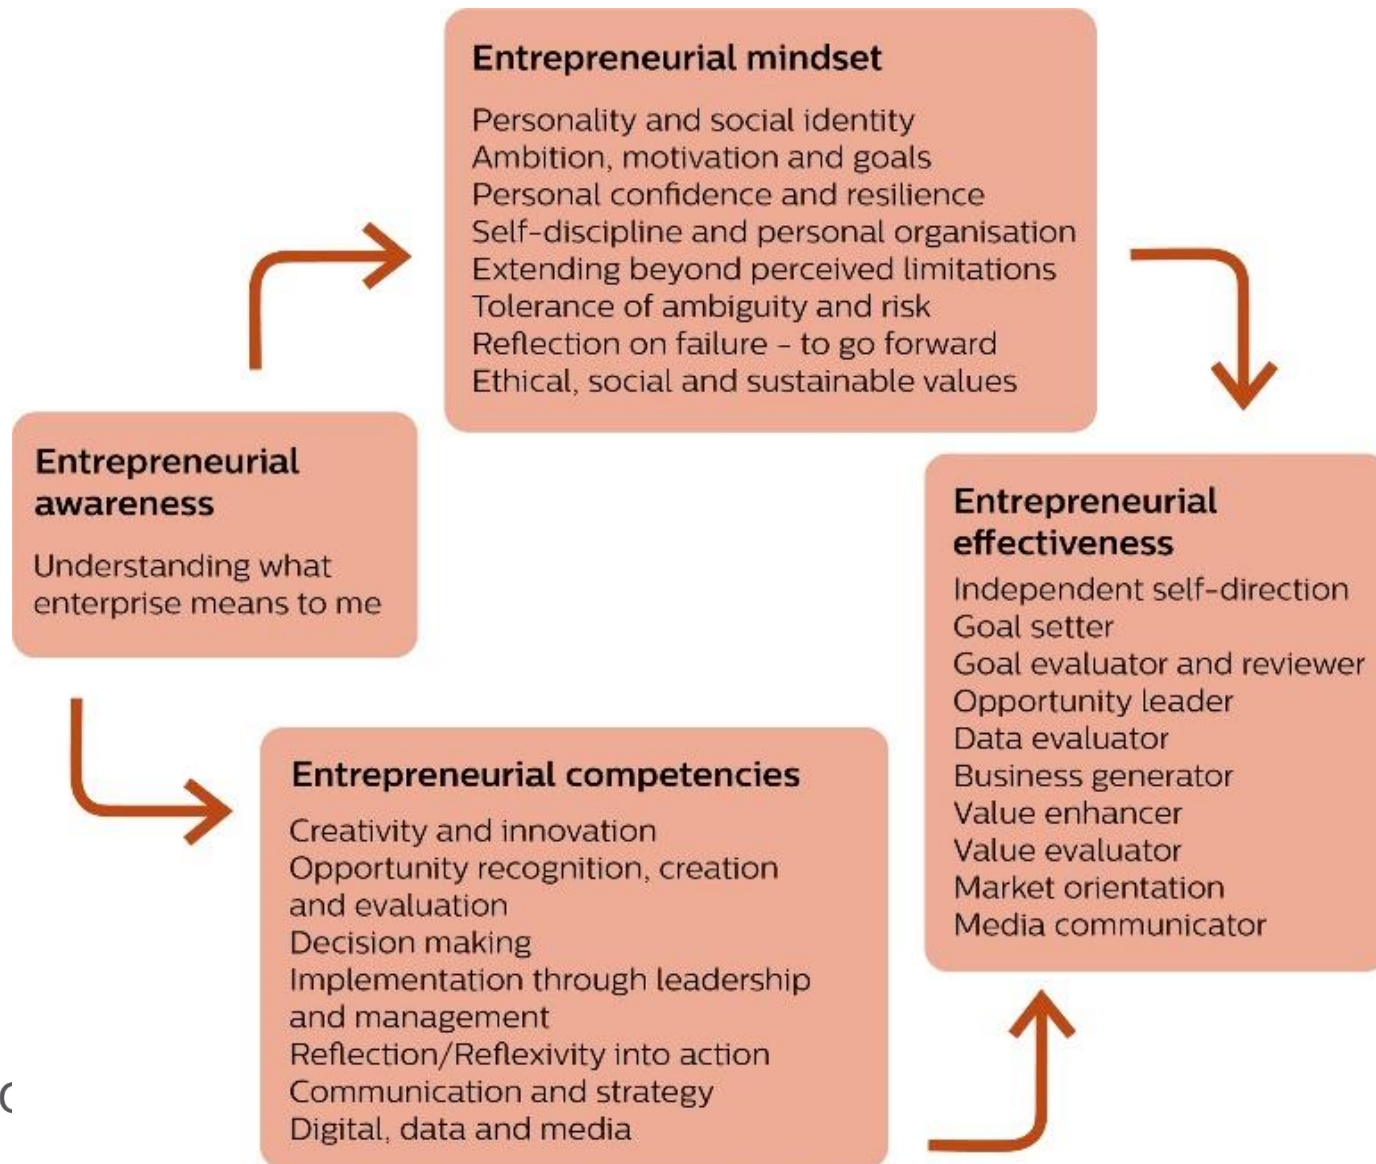 Entrepreneurial mindset
Personality and social identity
Ambition, motivation and goals
Personal confidence and resilience
Self-discipline and personal organisation
Extending beyond perceived limitations
Tolerance of ambiguity and risk
Reflection on failure – to go forward
Ethical, social and sustainable values
Entrepreneurial
awareness
Understanding what
enterprise means to me
Entrepreneurial competencies
Creativity and innovation
Opportunity recognition, creation
and evaluation
Decision making
Implementation through leadership
and management
Reflection/Reflexivity into action
Communication and strategy
Digital, data and media
Entrepreneurial
effectiveness
Independent self-direction
Goal setter
Goal evaluator and reviewer
Opportunity leader
Data evaluator
Business generator
Value enhancer
Value evaluator
Market orientation
Media communicator